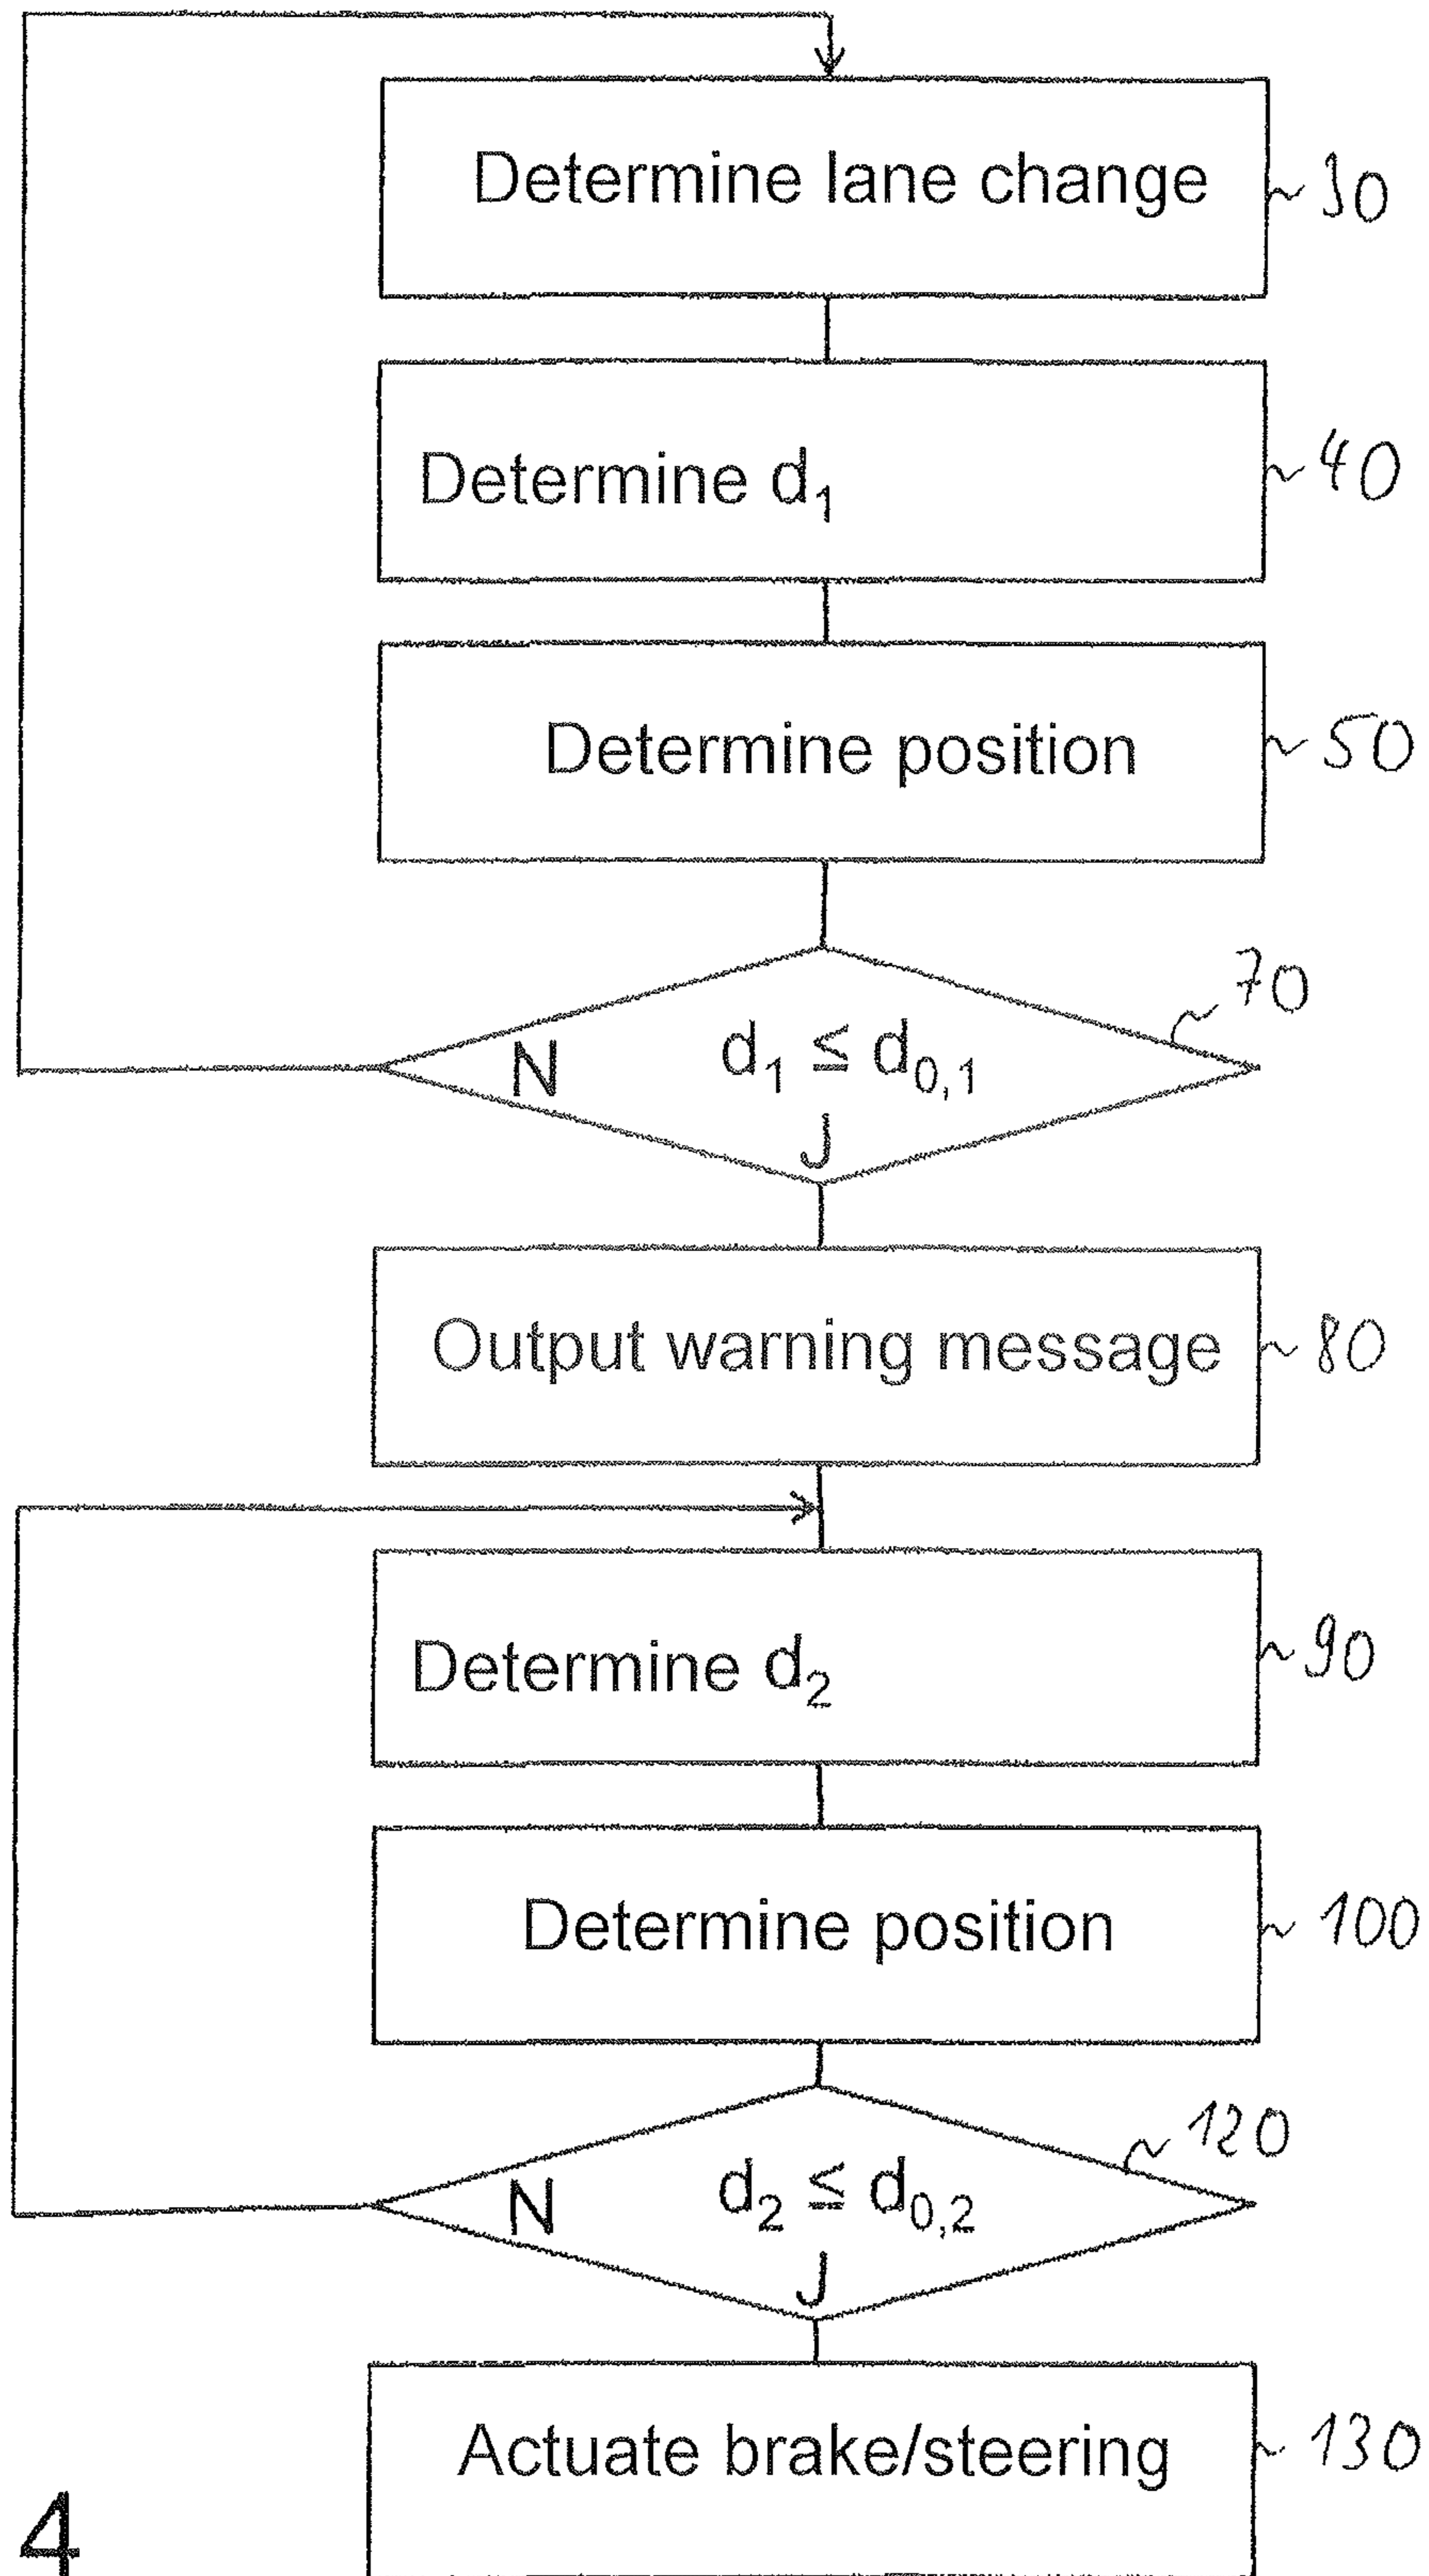 Determine lane change
30
Determine d₁
40
Determine position
50
70
N d₁ ≤ d₀,₁
J
Output warning message
80
Determine d₂
90
Determine position
100
120
N d₂ ≤ d₀,₂
J
Actuate brake/steering
130
4